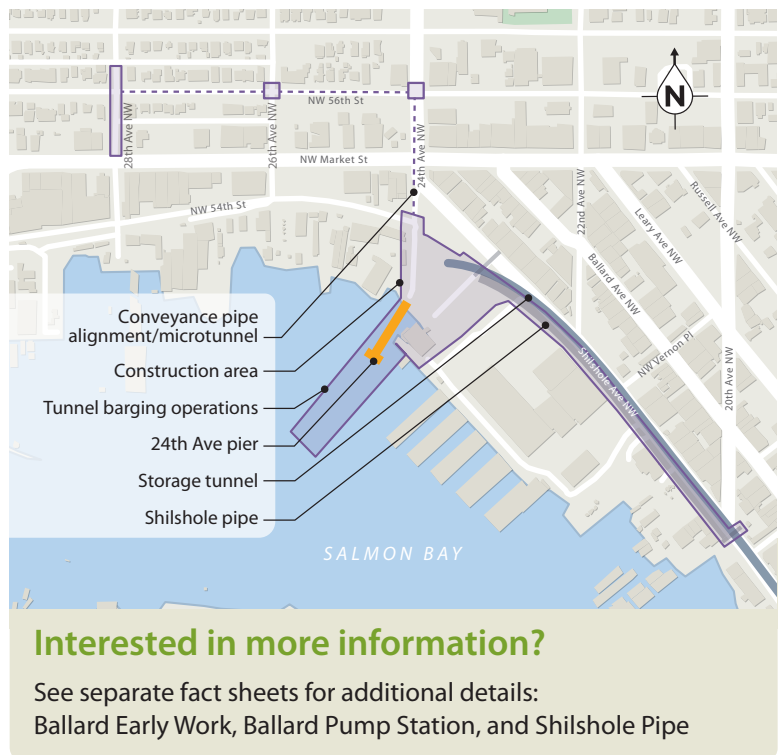 NW 56th St
28th Ave NW
26th Ave NW
24th Ave NW
N
NW Market St
NW 54th St
22nd Ave NW
Russell Ave NW
Leary Ave NW
Ballard Ave NW
NW Vernon Pl
20th Ave NW
Shilshole Ave NW
Conveyance pipe
alignment/microtunnel
Construction area
Tunnel barging operations
24th Ave pier
Storage tunnel
Shilshole pipe
SALMON BAY
Interested in more information?
See separate fact sheets for additional details:
Ballard Early Work, Ballard Pump Station, and Shilshole Pipe